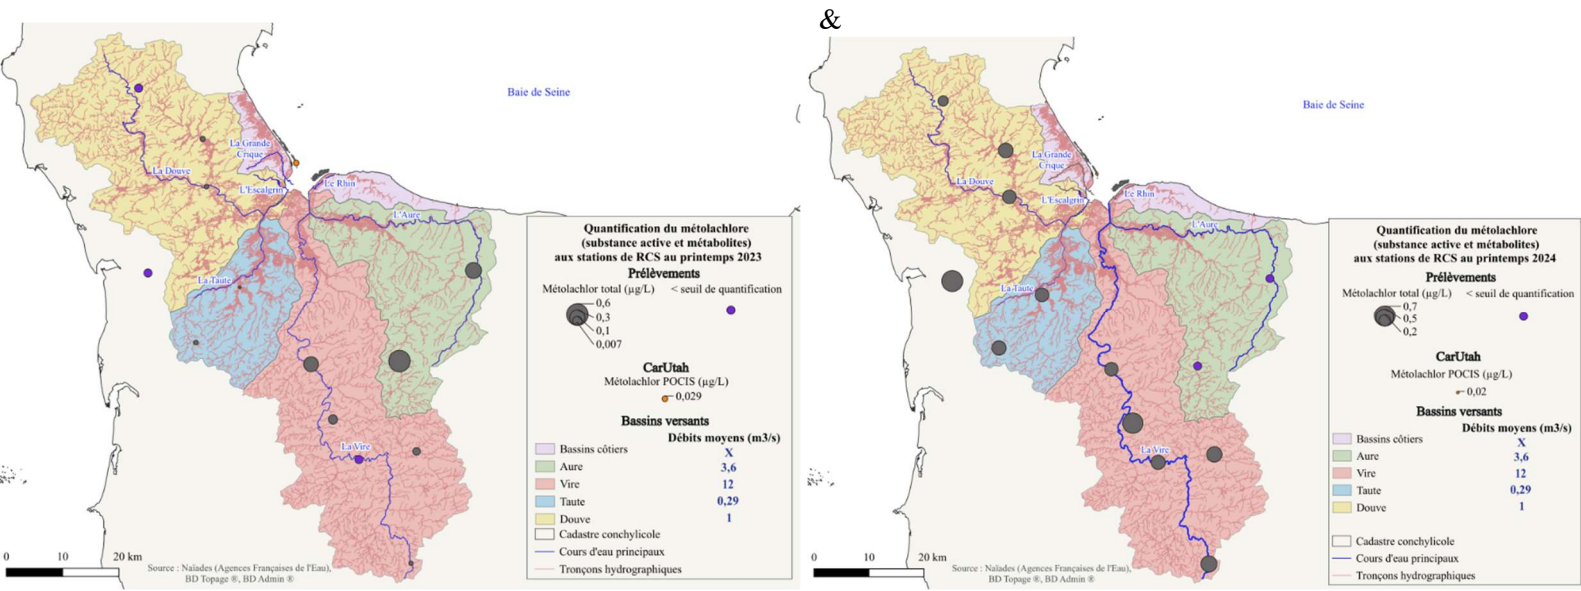 &
Baie de Seine
La Grande
Crique
La Douve
L'Escalgrin
Le Rhin
L'Aure
La Taute
La Vire
Quantification du métolachlore
(substance active et métabolites)
aux stations de RCS au printemps 2023
Prélèvements
Métolachlor total (µg/L) < seuil de quantification
0,6
0,3
0,1
0,007
CarUtah
Métolachlor POCIS (µg/L)
0,029
Bassins versants
Débits moyens (m3/s)
Bassins côtiers X
Aure 3,6
Vire 12
Taute 0,29
Douve 1
Cadastre conchylicole
Cours d'eau principaux
Tronçons hydrographiques
0 10 20 km
Source : Naïades (Agences Françaises de l'Eau),
BD Topage ®, BD Admin ®
Baie de Seine
La Grande
Crique
La Douve
L'Escalgrin
Le Rhin
L'Aure
La Taute
La Vire
Quantification du métolachlore
(substance active et métabolites)
aux stations de RCS au printemps 2024
Prélèvements
Métolachlor total (µg/L) < seuil de quantification
0,7
0,5
0,2
CarUtah
Métolachlor POCIS (µg/L)
0,02
Bassins versants
Débits moyens (m3/s)
Bassins côtiers X
Aure 3,6
Vire 12
Taute 0,29
Douve 1
Cadastre conchylicole
Cours d'eau principaux
Tronçons hydrographiques
0 10 20 km
Source : Naïades (Agences Françaises de l'Eau),
BD Topage ®, BD Admin ®